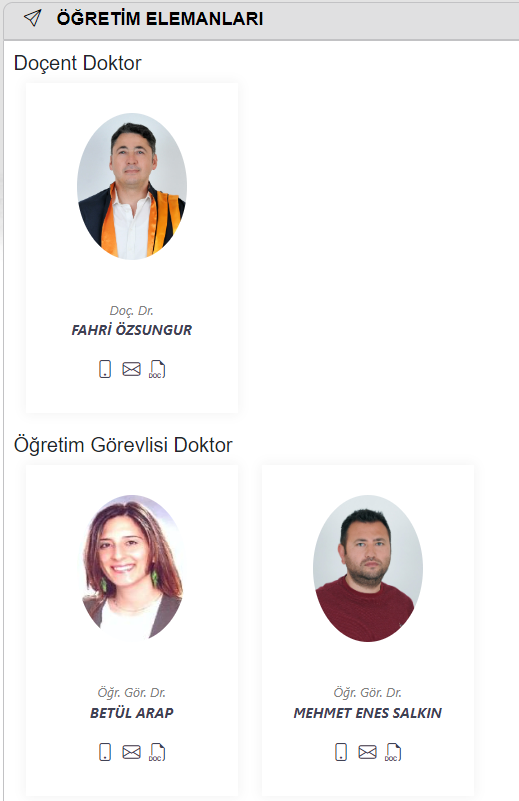 ÖĞRETİM ELEMANLARI
Doçent Doktor
Doç. Dr.
FAHRİ ÖZSUNGUR
DOC
Öğretim Görevlisi Doktor
Öğr. Gör. Dr.
BETÜL ARAP
DOC
Öğr. Gör. Dr.
MEHMET ENES SALKIN
DOC